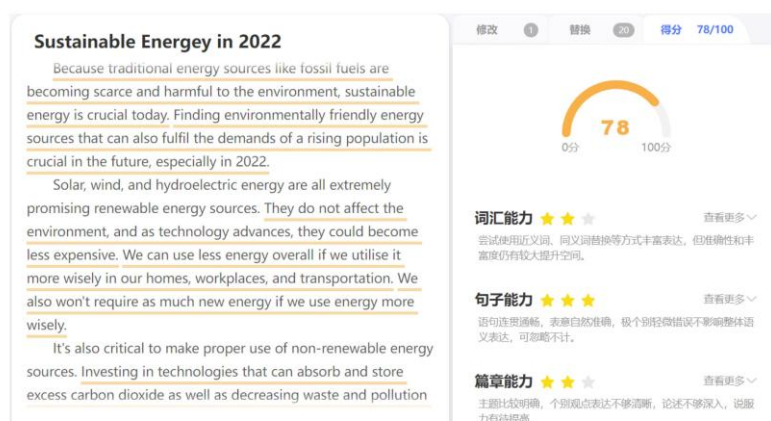 Sustainable Energey in 2022
Because traditional energy sources like fossil fuels are
becoming scarce and harmful to the environment, sustainable
energy is crucial today. Finding environmentally friendly energy
sources that can also fulfil the demands of a rising population is
crucial in the future, especially in 2022.
Solar, wind, and hydroelectric energy are all extremely
promising renewable energy sources. They do not affect the
environment, and as technology advances, they could become
less expensive. We can use less energy overall if we utilise it
more wisely in our homes, workplaces, and transportation. We
also won't require as much new energy if we use energy more
wisely.
It's also critical to make proper use of non-renewable energy
sources. Investing in technologies that can absorb and store
excess carbon dioxide as well as decreasing waste and pollution
修改 1 替换 20 得分 78/100
78
0分 100分
词汇能力 查看更多
尝试使用近义词、同义词替换等方式丰富表达，但准确性和丰
富度仍有较大提升空间。
句子能力 查看更多
语句连贯通畅，表意自然准确，极个别轻微错误不影响整体语
义表达，可忽略不计。
篇章能力 查看更多
主题比较明确，个别观点表达不够清晰，论述不够深入，说服
力有待提高